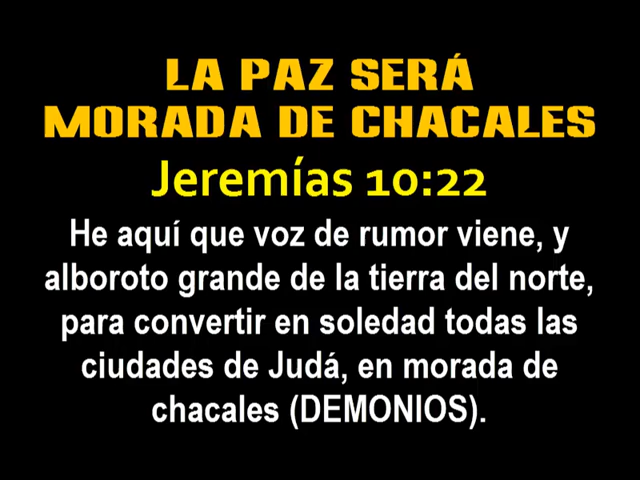 LA PAZ SERÁ
MORADA DE CHACALES
Jeremías 10:22
He aquí que voz de rumor viene, y
alboroto grande de la tierra del norte,
para convertir en soledad todas las
ciudades de Judá, en morada de
chacales (DEMONIOS).